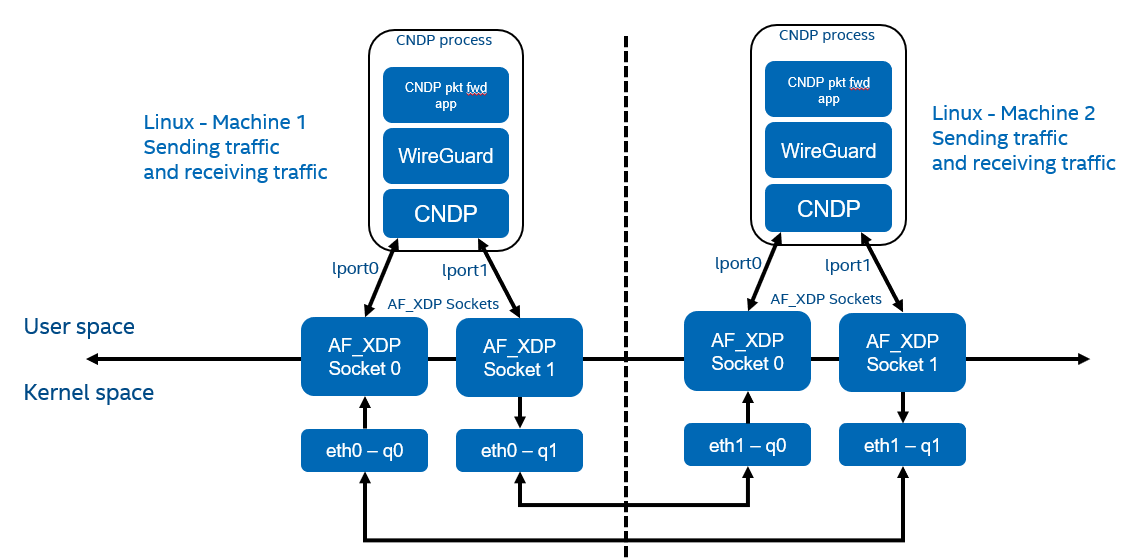 CNDP process
CNDP pkt fwd
app
WireGuard
CNDP
Linux - Machine 1
Sending traffic
and receiving traffic
lport0
lport1
AF_XDP Sockets
AF_XDP
Socket 0
AF_XDP
Socket 1
eth0 – q0
eth0 – q1
User space
Kernel space
CNDP process
CNDP pkt fwd
app
WireGuard
CNDP
Linux - Machine 2
Sending traffic
and receiving traffic
lport0
lport1
AF_XDP Sockets
AF_XDP
Socket 0
AF_XDP
Socket 1
eth1 – q0
eth1 – q1